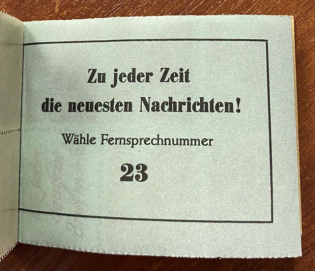 Zu jeder Zeit
die neuesten Nachrichten!
Wähle Fernsprechnummer
23